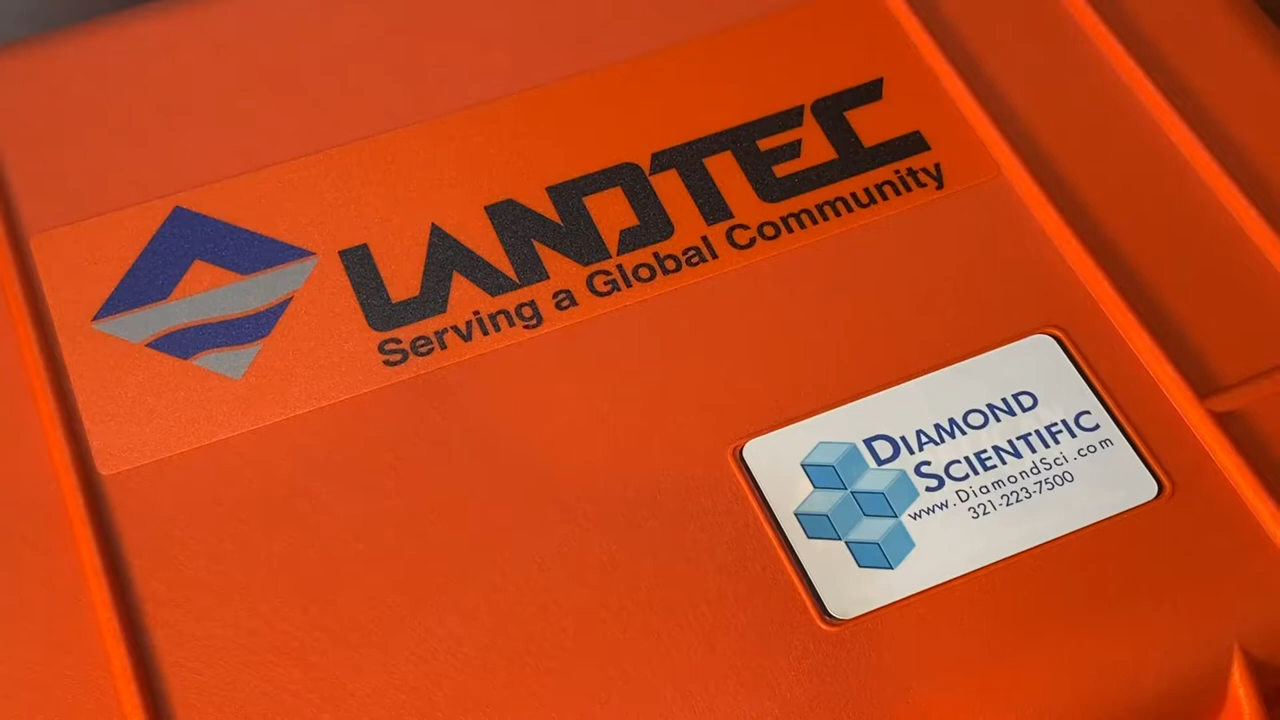 LANDTEC
Serving a Global Community
DIAMOND
SCIENTIFIC
www.DiamondSci.com
321-223-7500